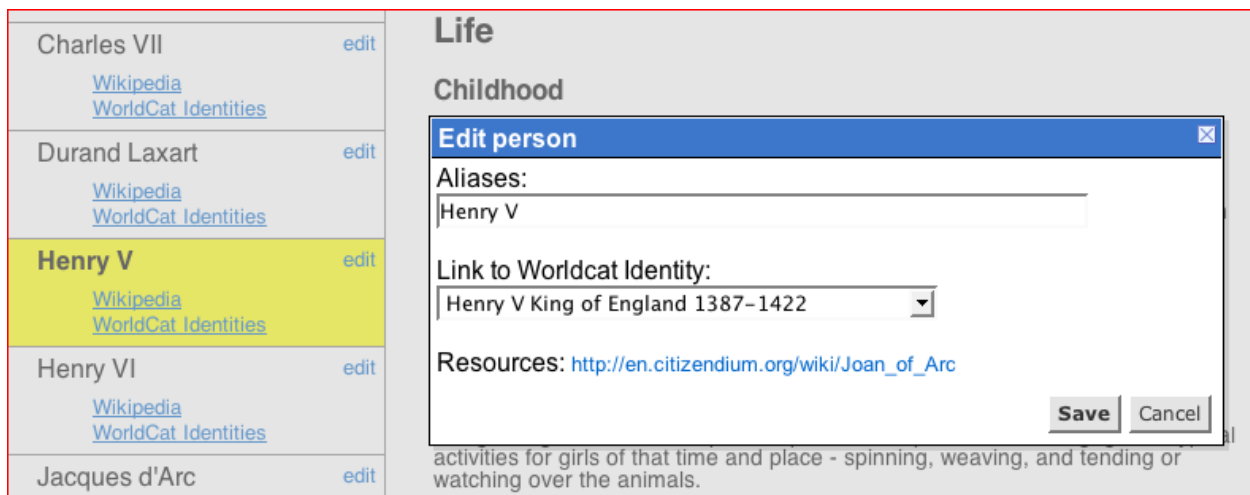 Charles VII edit
Wikipedia
WorldCat Identities
Durand Laxart edit
Wikipedia
WorldCat Identities
Henry V edit
Wikipedia
WorldCat Identities
Henry VI edit
Wikipedia
WorldCat Identities
Jacques d'Arc edit
Life
Childhood
Edit person
Aliases:
Henry V
Link to Worldcat Identity:
Henry V King of England 1387–1422
Resources: http://en.citizendium.org/wiki/Joan_of_Arc
Save Cancel
activities for girls of that time and place - spinning, weaving, and tending or
watching over the animals.